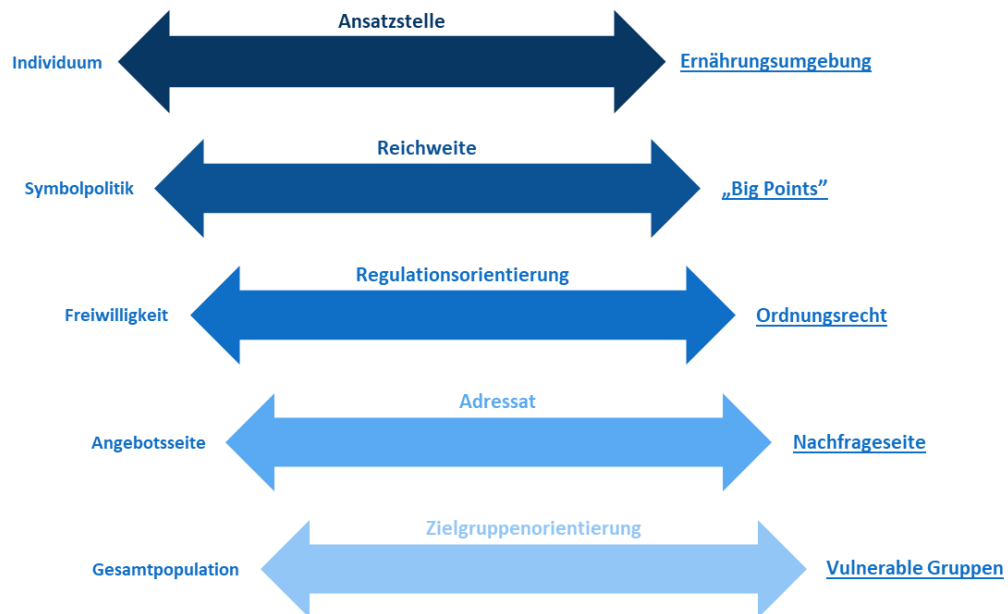 Ansatzstelle
Individuum
Ernährungsumgebung
Reichweite
Symbolpolitik
„Big Points”
Regulationsorientierung
Freiwilligkeit
Ordnungsrecht
Adressat
Angebotsseite
Nachfrageseite
Zielgruppenorientierung
Gesamtpopulation
Vulnerable Gruppen